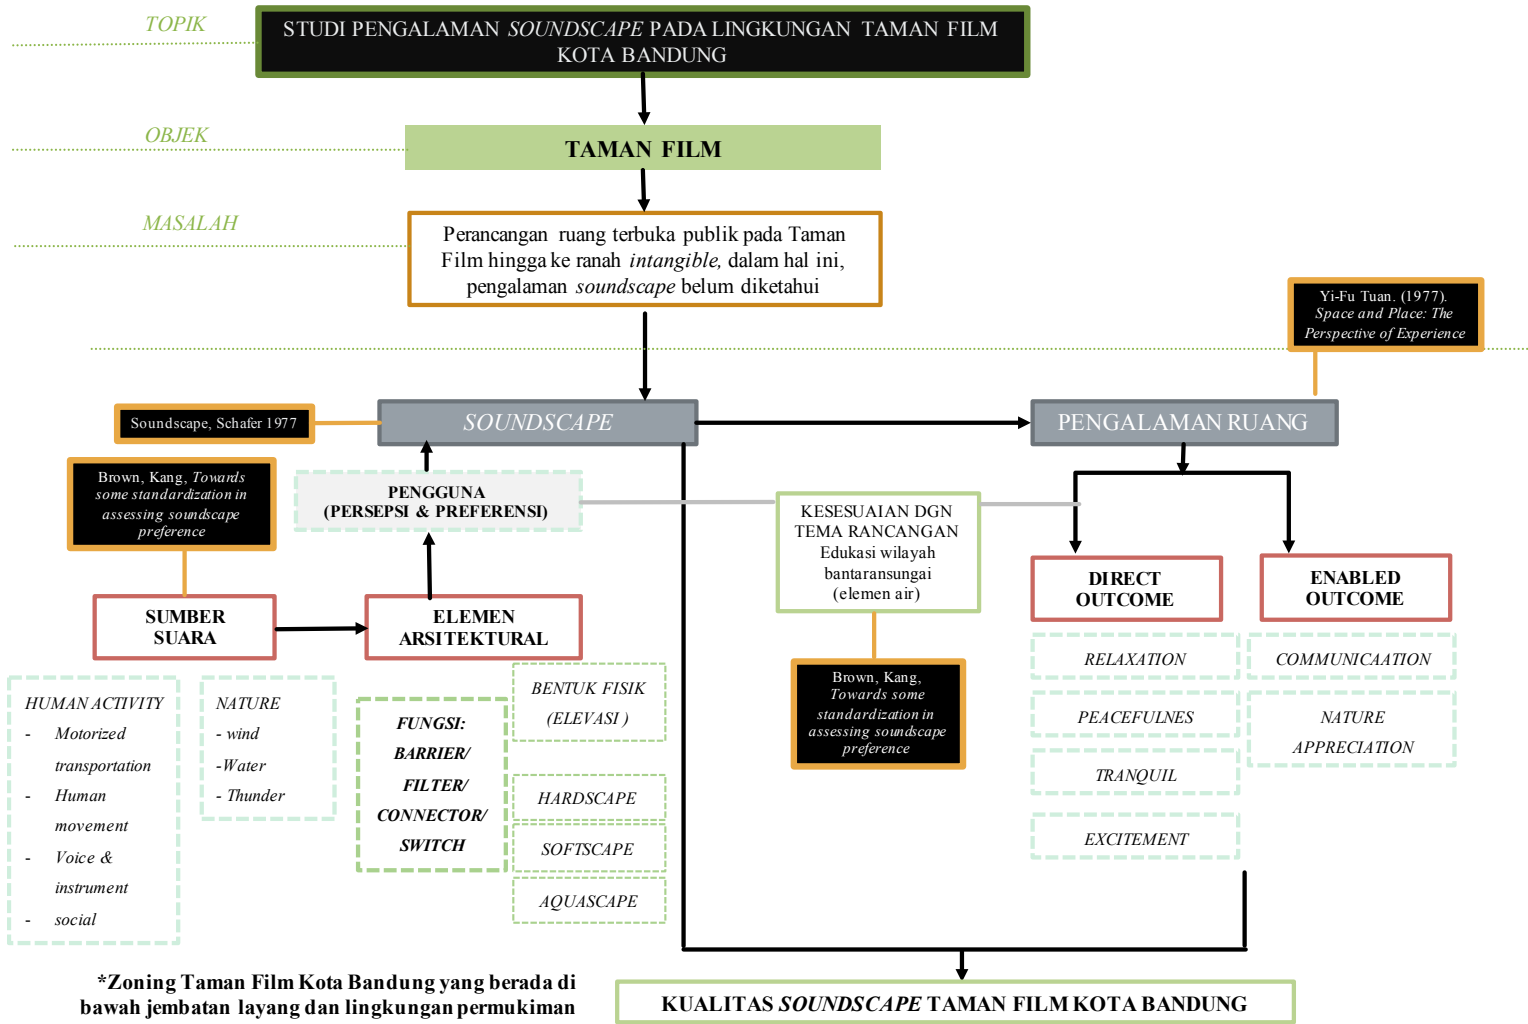 TOPIK
STUDI PENGALAMAN SOUNDSCAPE PADA LINGKUNGAN TAMAN FILM
KOTA BANDUNG
OBJEK
TAMAN FILM
MASALAH
Perancangan ruang terbuka publik pada Taman
Film hingga ke ranah intangible, dalam hal ini,
pengalaman soundscape belum diketahui
Yi-Fu Tuan. (1977).
Space and Place: The
Perspective of Experience
Soundscape, Schafer 1977
SOUNDSCAPE
PENGALAMAN RUANG
Brown, Kang, Towards
some standardization in
assessing soundscape
preference
PENGGUNA
(PERSEPSI & PREFERENSI)
KESESUAIAN DGN
TEMA RANCANGAN
Edukasi wilayah
bantaransungai
(elemen air)
SUMBER
SUARA
ELEMEN
ARSITEKTURAL
DIRECT
OUTCOME
ENABLED
OUTCOME
HUMAN ACTIVITY
- Motorized
transportation
- Human
movement
- Voice &
instrument
- social
NATURE
- wind
-Water
- Thunder
FUNGSI:
BARRIER/
FILTER/
CONNECTOR/
SWITCH
BENTUK FISIK
(ELEVASI )
HARDSCAPE
SOFTSCAPE
AQUASCAPE
Brown, Kang,
Towards some
standardization in
assessing soundscape
preference
RELAXATION
PEACEFULNES
TRANQUIL
EXCITEMENT
COMMUNICAATION
NATURE
APPRECIATION
*Zoning Taman Film Kota Bandung yang berada di
bawah jembatan layang dan lingkungan permukiman
KUALITAS SOUNDSCAPE TAMAN FILM KOTA BANDUNG